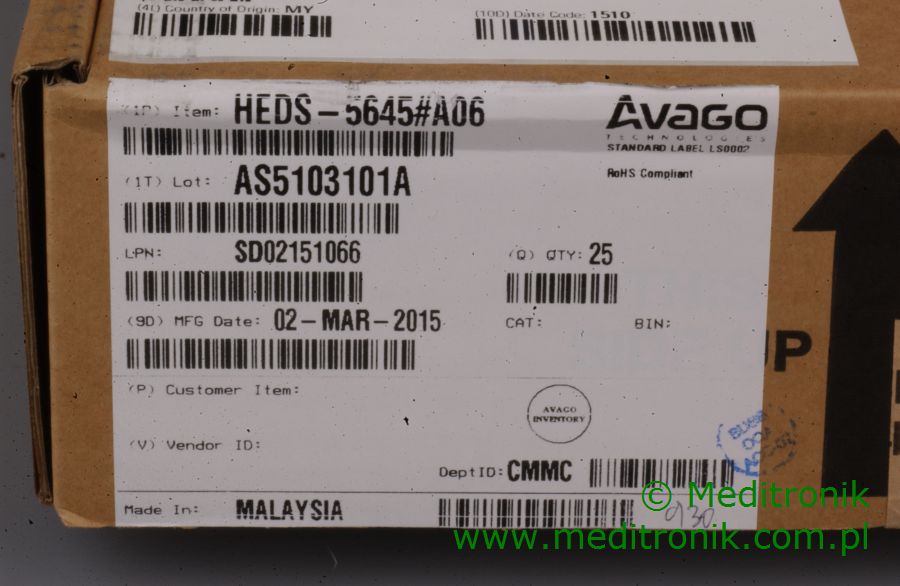 (4L) Country of Origin: MY
(10D) Date Code: 1510
(1P) Item: HEDS-5645#A06
AVAGO
TECHNOLOGIES
STANDARD LABEL LS0002
RoHS Compliant
(1T) Lot: AS5103101A
LPN: SD02151066
(Q) QTY: 25
(9D) MFG Date: 02-MAR-2015
CAT: BIN:
UP
(P) Customer Item:
AVAGO
INVENTORY
(V) Vendor ID:
DeptID: CMMC
Made In: MALAYSIA
930
© Meditronik
www.meditronik.com.pl